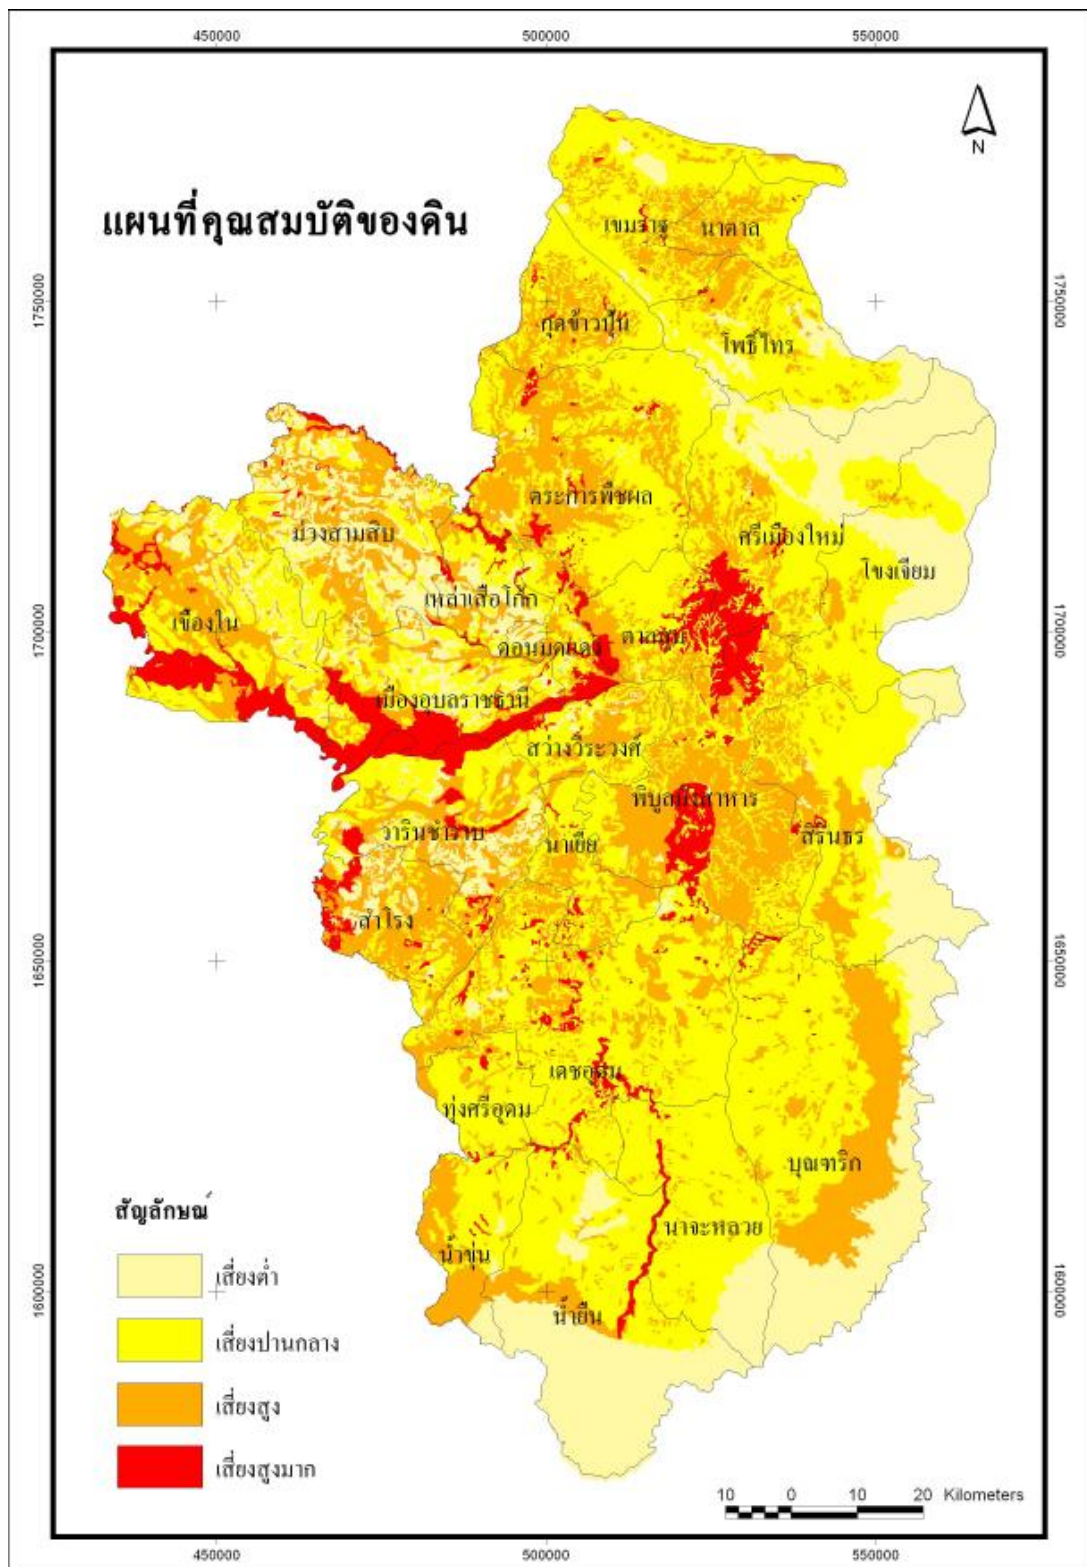 450000 500000 550000
N
แผนที่คุณสมบัติของดิน
เขมราฐ
นาตาล
1750000
1750000
กุดข้าวปุ้น
โพธิ์ไทร
ตระการพืชผล
ม่วงสามสิบ
ศรีเมืองใหม่
โขงเจียม
เหล่าเสือโก้ก
เขื่องใน
1700000
1700000
ดอนมดแดง
ตาลสุม
เมืองอุบลราชธานี
สว่างวีระวงศ์
พิบูลมังสาหาร
วารินชำราบ
นาเยีย
สิรินธร
สำโรง
1650000
1650000
เดชอุดม
ทุ่งศรีอุดม
บุณฑริก
สัญลักษณ์
นาจะหลวย
น้ำขุ่น
เสี่ยงต่ำ
1600000
1600000
น้ำยืน
เสี่ยงปานกลาง
เสี่ยงสูง
เสี่ยงสูงมาก
10 0 10 20 Kilometers
450000 500000 550000